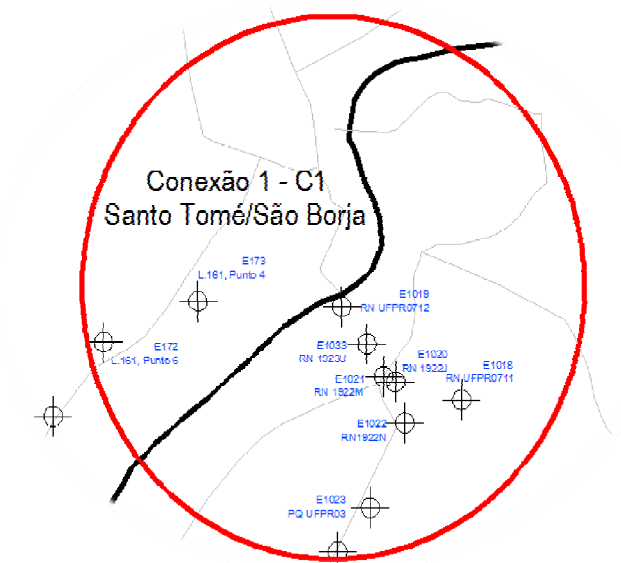 Conexão 1 - C1
Santo Tomé/São Borja
E173
L.161, Punto 4
E1019
RN UFPR0712
E172
L.161, Punto 6
E1033
RN 1923U
E1020
RN 1922J
E1018
RN UFPR0711
E1021
RN 1922M
E1022
RN1922N
E1023
PQ UFPR03